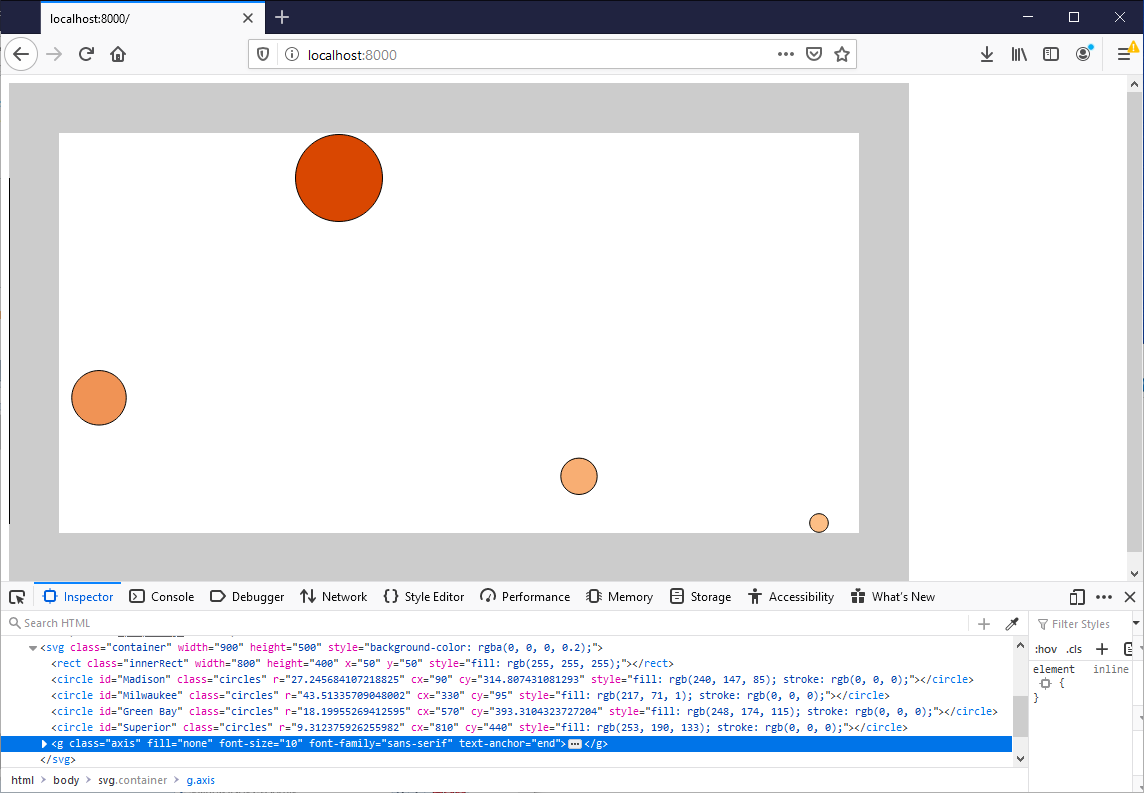 localhost:8000/
localhost:8000
Inspector Console Debugger Network Style Editor Performance Memory Storage Accessibility What's New
Search HTML
Filter Styles
:hov .cls
<svg class="container" width="900" height="500" style="background-color: rgba(0, 0, 0, 0.2);">
<rect class="innerRect" width="800" height="400" x="50" y="50" style="fill: rgb(255, 255, 255);"></rect>
<circle id="Madison" class="circles" r="27.245684107218825" cx="90" cy="314.807431081293" style="fill: rgb(240, 147, 85); stroke: rgb(0, 0, 0);"></circle>
<circle id="Milwaukee" class="circles" r="43.51335709048002" cx="330" cy="95" style="fill: rgb(217, 71, 1); stroke: rgb(0, 0, 0);"></circle>
<circle id="Green Bay" class="circles" r="18.19955269412595" cx="570" cy="393.3104323727204" style="fill: rgb(248, 174, 115); stroke: rgb(0, 0, 0);"></circle>
<circle id="Superior" class="circles" r="9.312375926255982" cx="810" cy="440" style="fill: rgb(253, 190, 133); stroke: rgb(0, 0, 0);"></circle>
<g class="axis" fill="none" font-size="10" font-family="sans-serif" text-anchor="end"></g>
</svg>
element inline
{
}
html body svg.container g.axis